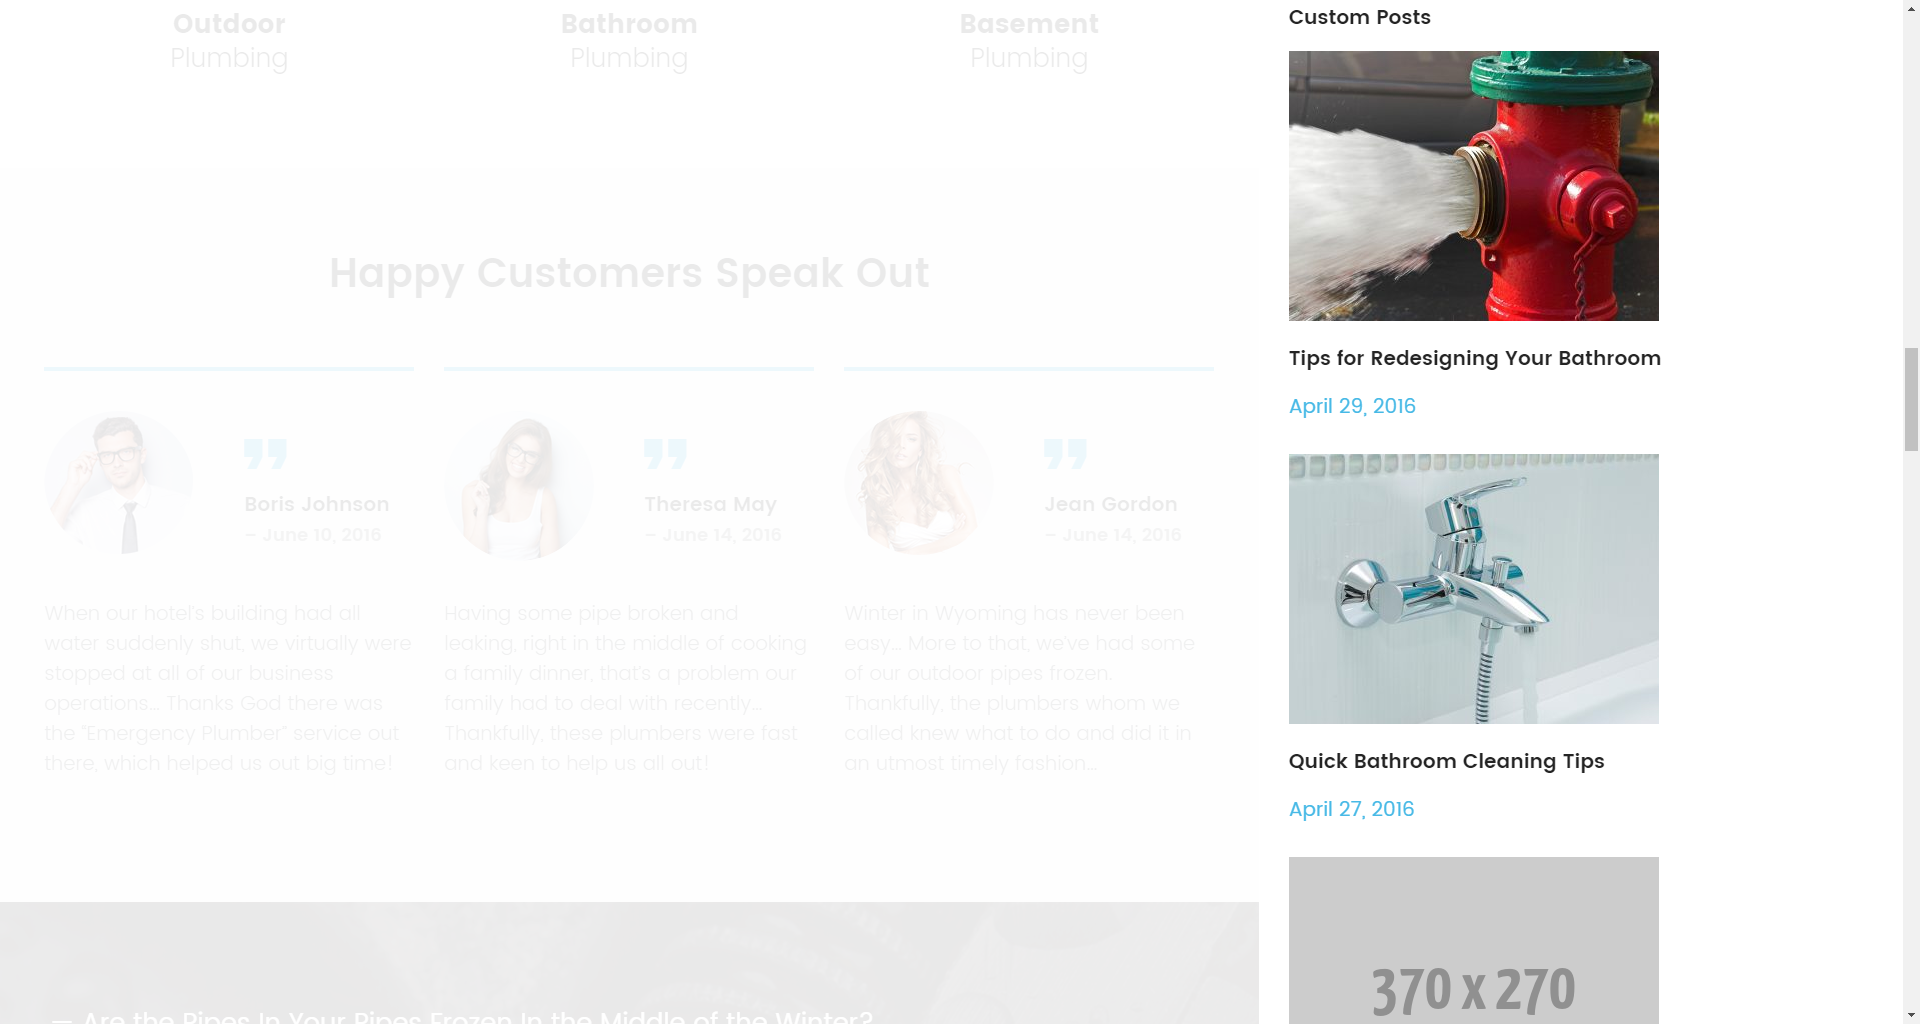 Outdoor
Plumbing
Bathroom
Plumbing
Basement
Plumbing
Happy Customers Speak Out
Boris Johnson
– June 10, 2016
When our hotel's building had all
water suddenly shut, we virtually were
stopped at all of our business
operations... Thanks God there was
the "Emergency Plumber" service out
there, which helped us out big time!
Theresa May
– June 14, 2016
Having some pipe broken and
leaking, right in the middle of cooking
a family dinner, that's a problem our
family had to deal with recently...
Thankfully, these plumbers were fast
and keen to help us all out!
Jean Gordon
– June 14, 2016
Winter in Wyoming has never been
easy... More to that, we've had some
of our outdoor pipes frozen.
Thankfully, the plumbers whom we
called knew what to do and did it in
an utmost timely fashion...
— Are the Pipes In Your Pipes Frozen In the Middle of the Winter?
Custom Posts
Tips for Redesigning Your Bathroom
April 29, 2016
Quick Bathroom Cleaning Tips
April 27, 2016
370 x 270